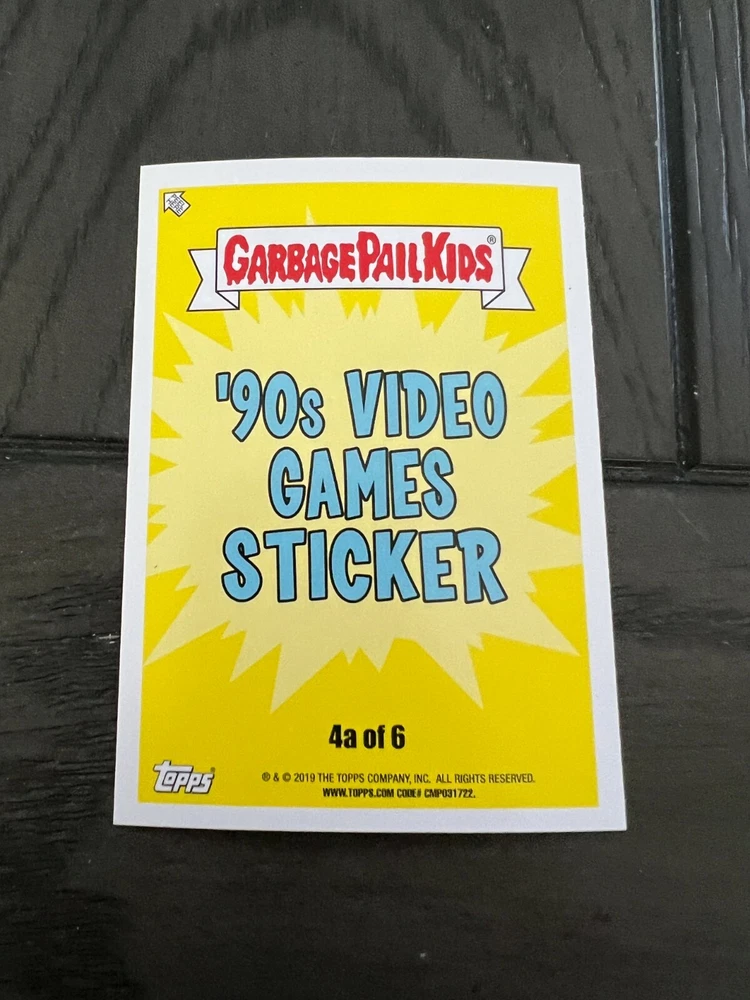 GARBAGE PAIL KIDS®
'90s VIDEO
GAMES
STICKER
4a of 6
topps®
® & © 2019 THE TOPPS COMPANY, INC. ALL RIGHTS RESERVED.
WWW.TOPPS.COM CODE# CMP031722.